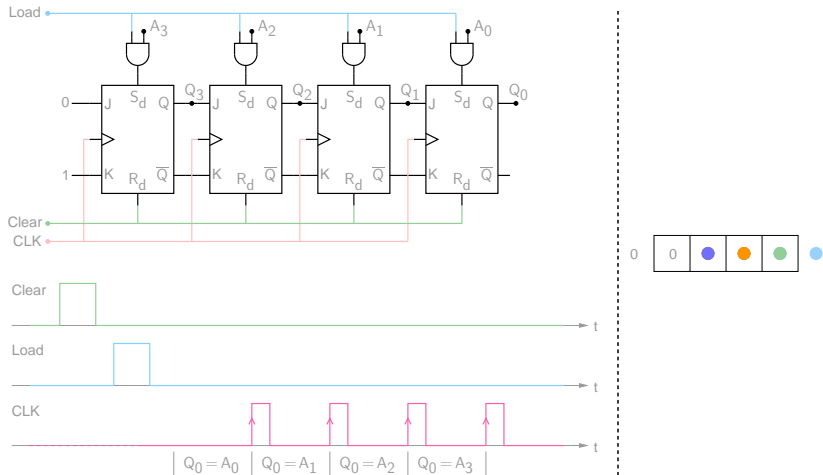 Load
A3 A2 A1 A0
Sd Sd Sd Sd
0 J Q Q3 J Q Q2 J Q Q1 J Q Q0
1 K Q̅ K Q̅ K Q̅ K Q̅
Rd Rd Rd Rd
Clear
CLK
0 0
Clear
t
Load
t
CLK
t
Q0 = A0 Q0 = A1 Q0 = A2 Q0 = A3